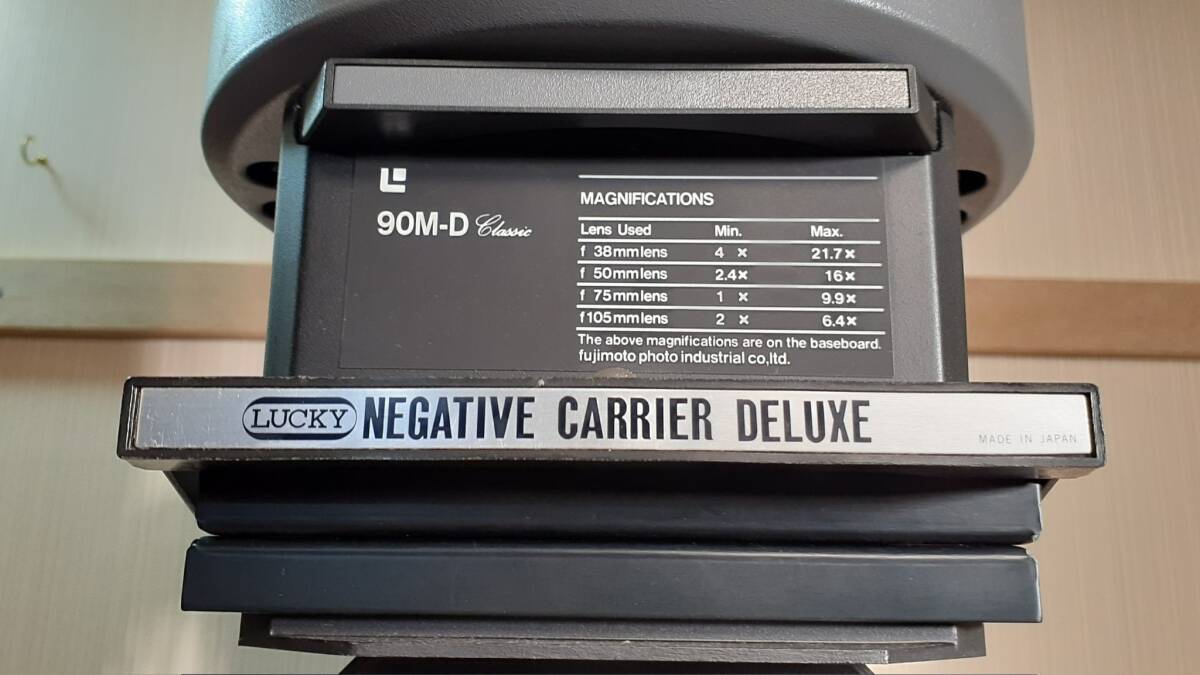 90M-D Classic
MAGNIFICATIONS
Lens Used Min. Max.
f 38mmlens 4 × 21.7×
f 50mmlens 2.4× 16×
f 75mmlens 1 × 9.9×
f105mmlens 2 × 6.4×
The above magnifications are on the baseboard.
fujimoto photo industrial co,ltd.
LUCKY NEGATIVE CARRIER DELUXE
MADE IN JAPAN